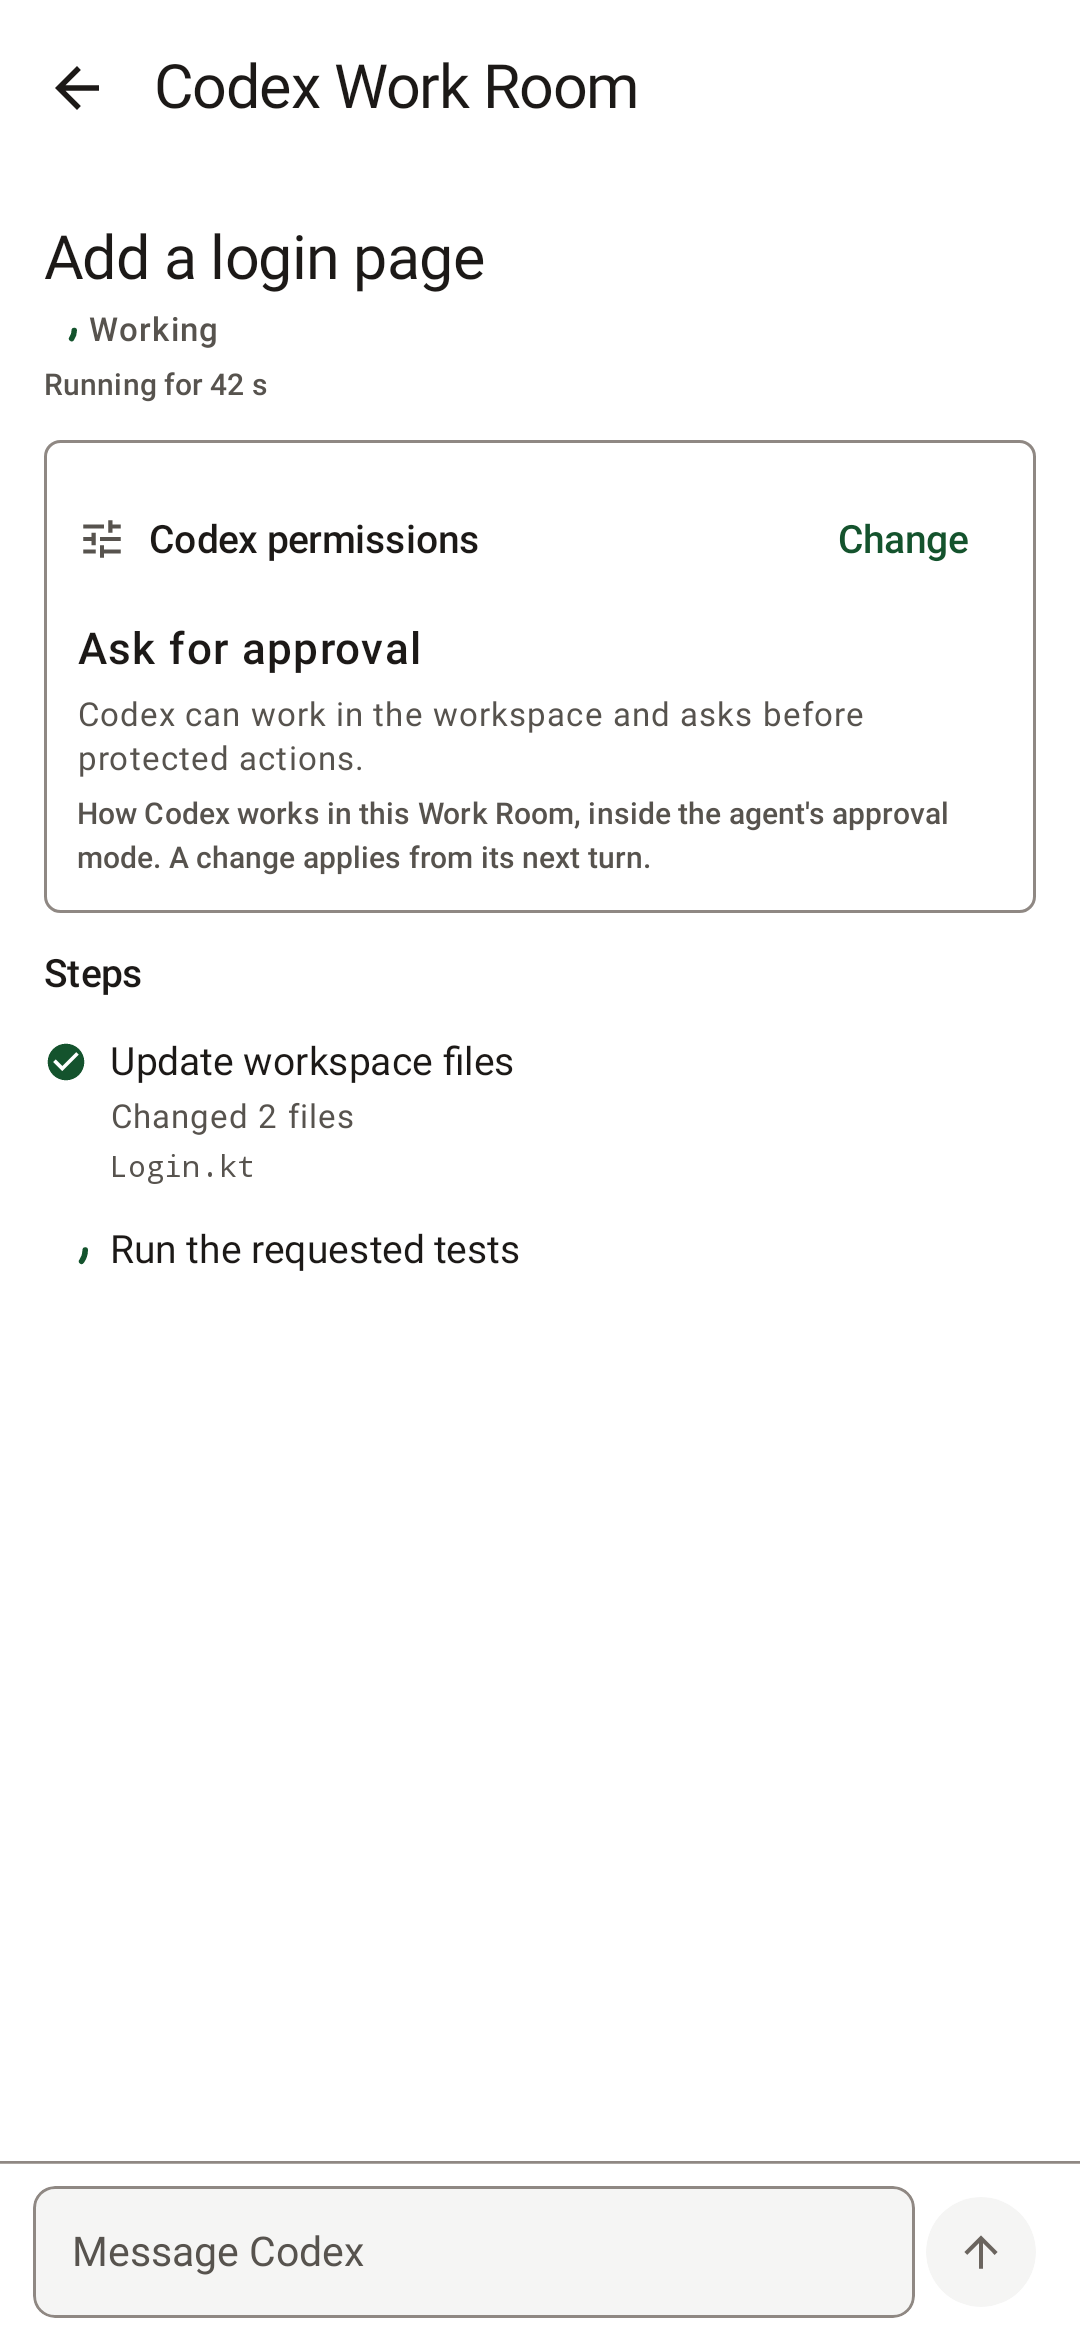 Codex Work Room
Add a login page
Working
Running for 42 s
Codex permissions
Change
Ask for approval
Codex can work in the workspace and asks before
protected actions.
How Codex works in this Work Room, inside the agent's approval
mode. A change applies from its next turn.
Steps
Update workspace files
Changed 2 files
Login.kt
Run the requested tests
Message Codex